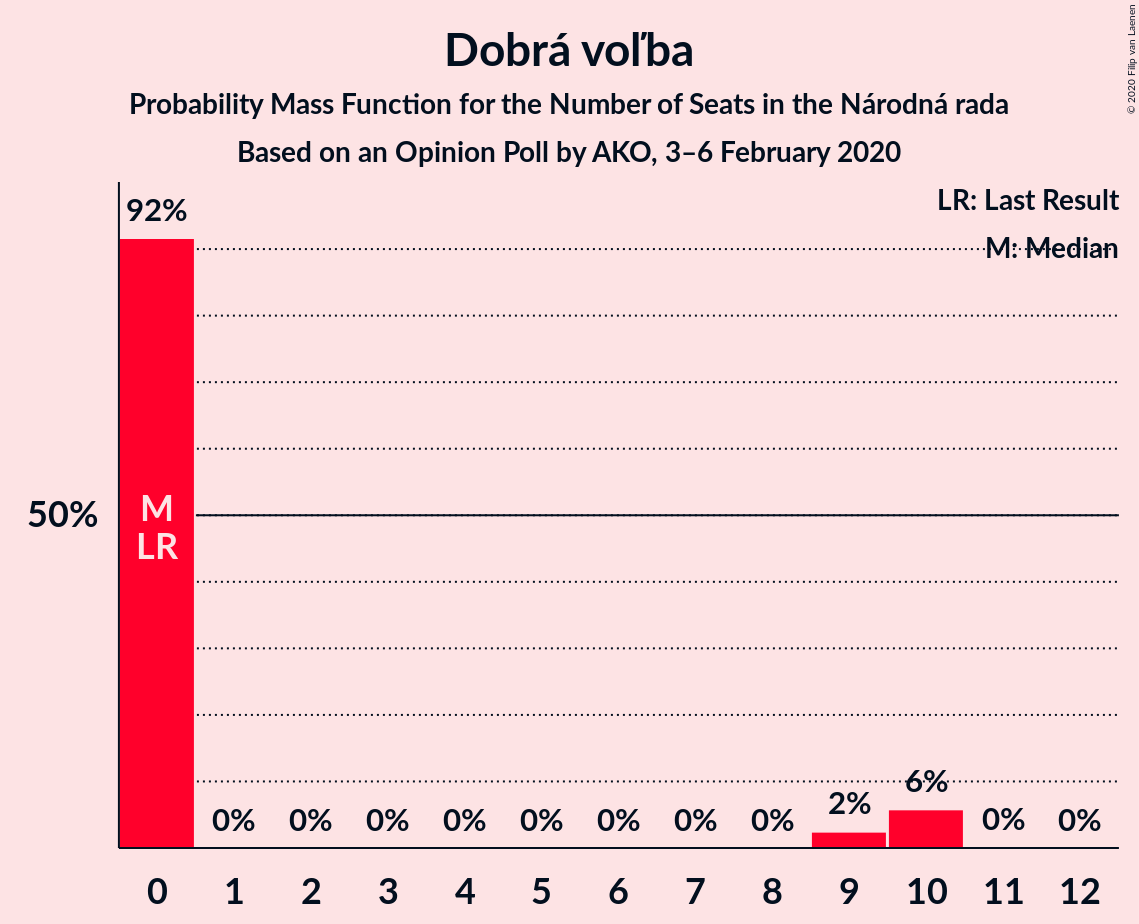 Dobrá voľba
Probability Mass Function for the Number of Seats in the Národná rada
Based on an Opinion Poll by AKO, 3–6 February 2020
© 2020 Filip van Laenen
LR: Last Result
M: Median
92%
50%
M
LR
0% 0% 0% 0% 0% 0% 0% 0% 2% 6% 0% 0%
0 1 2 3 4 5 6 7 8 9 10 11 12